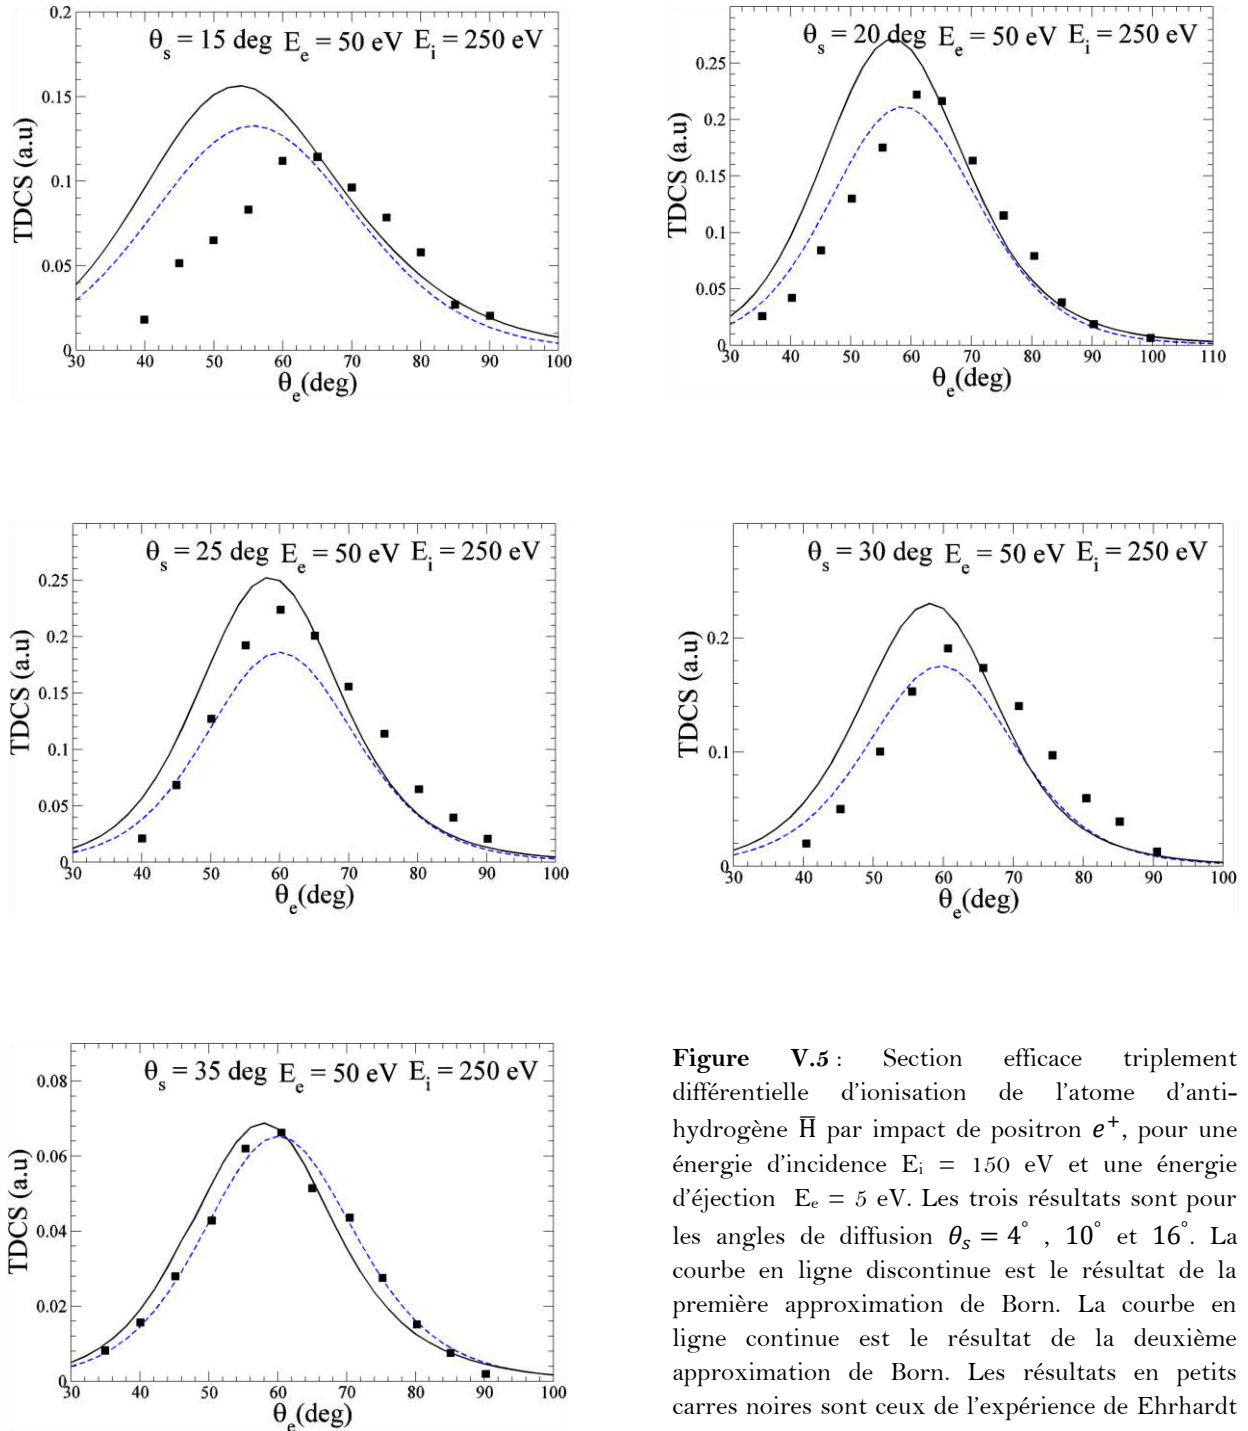 θs = 15 deg Ee = 50 eV Ei = 250 eV
TDCS (a.u)
0.2
0.15
0.1
0.05
0
30 40 50 60 70 80 90 100
θe(deg)
θs = 20 deg Ee = 50 eV Ei = 250 eV
TDCS (a.u)
0.25
0.2
0.15
0.1
0.05
0
30 40 50 60 70 80 90 100 110
θe(deg)
θs = 25 deg Ee = 50 eV Ei = 250 eV
TDCS (a.u)
0.25
0.2
0.15
0.1
0.05
0
30 40 50 60 70 80 90 100
θe(deg)
θs = 30 deg Ee = 50 eV Ei = 250 eV
TDCS (a.u)
0.2
0.1
0
30 40 50 60 70 80 90 100
θe(deg)
θs = 35 deg Ee = 50 eV Ei = 250 eV
TDCS (a.u)
0.08
0.06
0.04
0.02
0
30 40 50 60 70 80 90 100
θe(deg)
Figure V.5 : Section efficace triplement
différentielle d'ionisation de l'atome d'anti-
hydrogène H̅ par impact de positron e⁺, pour une
énergie d'incidence Ei = 150 eV et une énergie
d'éjection Ee = 5 eV. Les trois résultats sont pour
les angles de diffusion θs = 4° , 10° et 16°. La
courbe en ligne discontinue est le résultat de la
première approximation de Born. La courbe en
ligne continue est le résultat de la deuxième
approximation de Born. Les résultats en petits
carres noires sont ceux de l'expérience de Ehrhardt